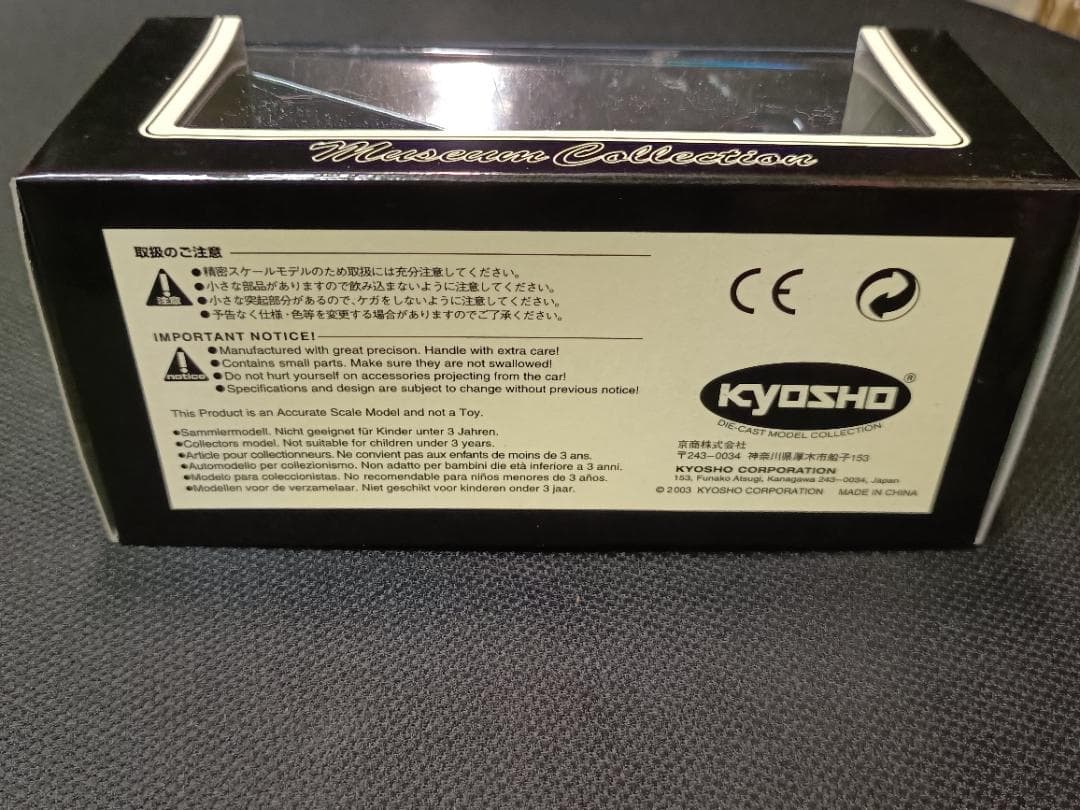 Museum Collection
取扱のご注意
注意
●精密スケールモデルのため取扱には充分注意してください。
●小さな部品がありますので飲み込まないように注意してください。
●小さな突起部分があるので、ケガをしないように注意してください。
●予告なく仕様・色等を変更する場合がありますのでご了承ください。
IMPORTANT NOTICE!
notice
●Manufactured with great precison. Handle with extra care!
●Contains small parts. Make sure they are not swallowed!
●Do not hurt yourself on accessories projecting from the car!
●Specifications and design are subject to change without previous notice!
This Product is an Accurate Scale Model and not a Toy.
●Sammlermodell. Nicht geeignet für Kinder unter 3 Jahren.
●Collectors model. Not suitable for children under 3 years.
●Article pour collectionneurs. Ne convient pas aux enfants de moins de 3 ans.
●Automodello per collezionismo. Non adatto per bambini die età inferiore a 3 anni.
●Modelo para coleccionistas. No recomendable para niños menores de 3 años.
●Modellen voor de verzamelaar. Niet geschikt voor kinderen onder 3 jaar.
CE
KYOSHO®
DIE-CAST MODEL COLLECTION
京商株式会社
〒243-0034 神奈川県厚木市船子153
KYOSHO CORPORATION
153, Funako Atsugi, Kanagawa 243-0034, Japan
© 2003 KYOSHO CORPORATION MADE IN CHINA